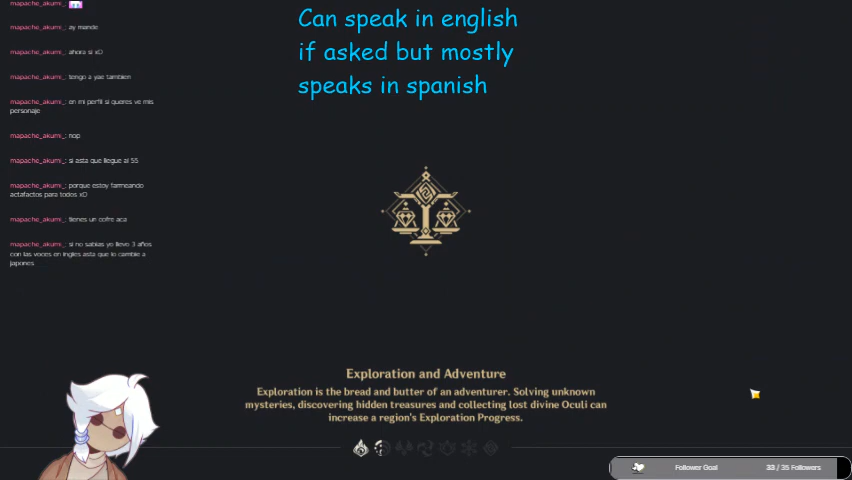 mapache_akumi_:
mapache_akumi_: ay mande
mapache_akumi_: ahora si xD
mapache_akumi_: tengo a yae tambien
mapache_akumi_: en mi perfil si queres ve mis
personaje
mapache_akumi_: nop
mapache_akumi_: si asta que llegue al 55
mapache_akumi_: porque estoy farmeando
actafactos para todos xD
mapache_akumi_: tienes un cofre aca
mapache_akumi_: si no sabias yo llevo 3 años
con las voces en ingles asta que lo cambie a
japones
Can speak in english
if asked but mostly
speaks in spanish
Exploration and Adventure
Exploration is the bread and butter of an adventurer. Solving unknown
mysteries, discovering hidden treasures and collecting lost divine Oculi can
increase a region's Exploration Progress.
Follower Goal
33 / 35 Followers